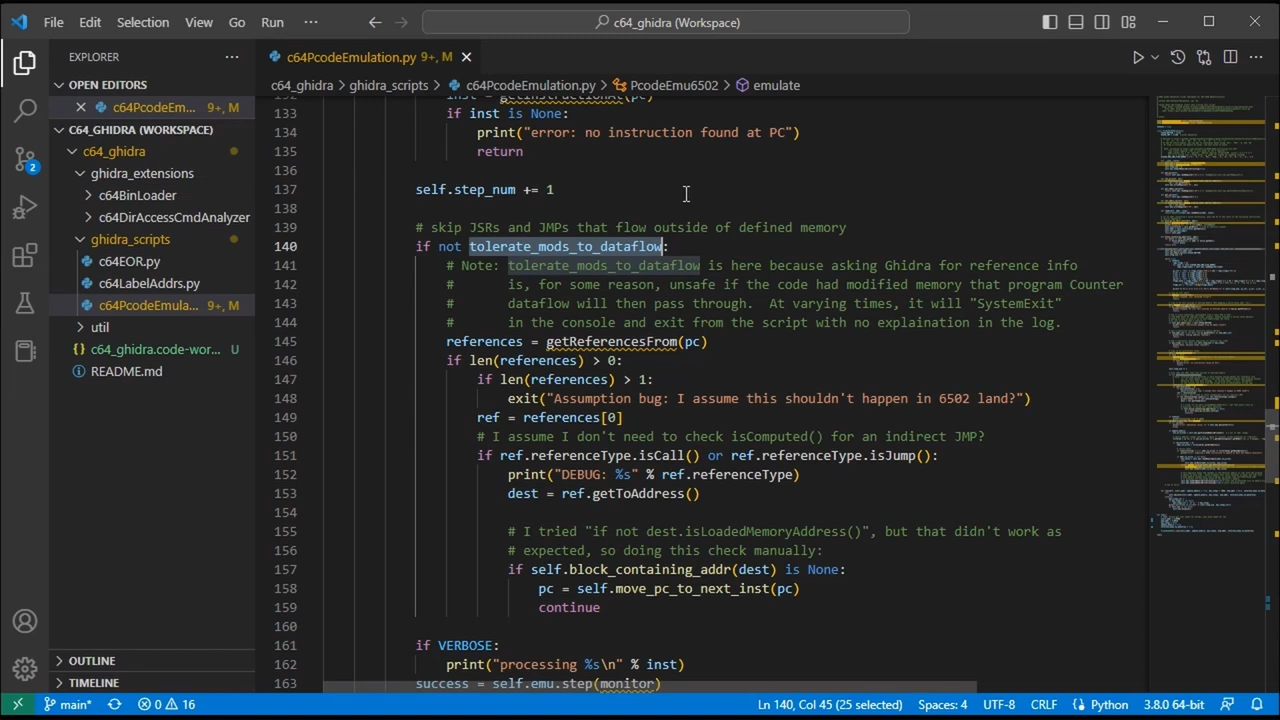 File Edit Selection View Go Run ··· c64_ghidra (Workspace)
EXPLORER ···
OPEN EDITORS
c64PcodeEm... 9+, M
C64_GHIDRA (WORKSPACE)
c64_ghidra
ghidra_extensions
c64BinLoader
c64DirAccessCmdAnalyzer
ghidra_scripts
c64EOR.py
c64LabelAddrs.py
c64PcodeEmula... 9+, M
util
c64_ghidra.code-wor... U
README.md
OUTLINE
TIMELINE
2
c64PcodeEmulation.py 9+, M
c64_ghidra > ghidra_scripts > c64PcodeEmulation.py > PcodeEmu6502 > emulate
132 inst = getInstructionAt(pc)
133 if inst is None:
134 print("error: no instruction found at PC")
135 return
136
137 self.step_num += 1
138
139 # skip JSRs and JMPs that flow outside of defined memory
140 if not tolerate_mods_to_dataflow:
141 # Note: tolerate_mods_to_dataflow is here because asking Ghidra for reference info
142 # is, for some reason, unsafe if the code had modified memory that program Counter
143 # dataflow will then pass through. At varying times, it will "SystemExit"
144 # on the console and exit from the script with no explaination in the log.
145 references = getReferencesFrom(pc)
146 if len(references) > 0:
147 if len(references) > 1:
148 exit("Assumption bug: I assume this shouldn't happen in 6502 land?")
149 ref = references[0]
150 # I assume I don't need to check isComputed() for an indirect JMP?
151 if ref.referenceType.isCall() or ref.referenceType.isJump():
152 print("DEBUG: %s" % ref.referenceType)
153 dest = ref.getToAddress()
154
155 # I tried "if not dest.isLoadedMemoryAddress()", but that didn't work as
156 # expected, so doing this check manually:
157 if self.block_containing_addr(dest) is None:
158 pc = self.move_pc_to_next_inst(pc)
159 continue
160
161 if VERBOSE:
162 print("processing %s\n" % inst)
163 success = self.emu.step(monitor)
main* 0 16 Ln 140, Col 45 (25 selected) Spaces: 4 UTF-8 CRLF Python 3.8.0 64-bit